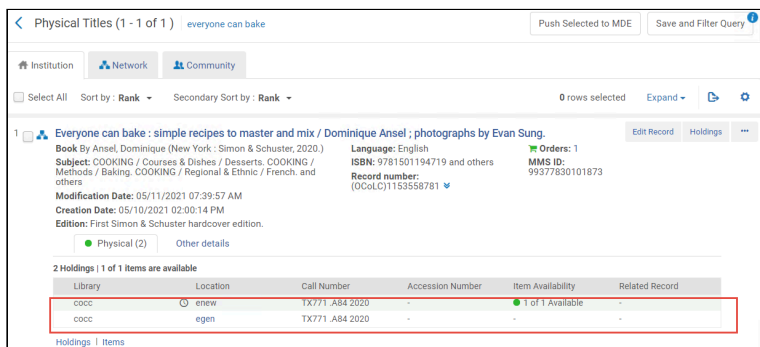 Physical Titles (1 - 1 of 1 ) everyone can bake Push Selected to MDE Save and Filter Query
Institution Network Community
Select All Sort by : Rank Secondary Sort by : Rank 0 rows selected Expand
1 Everyone can bake : simple recipes to master and mix / Dominique Ansel ; photographs by Evan Sung. Edit Record Holdings ...
Book By Ansel, Dominique (New York : Simon & Schuster, 2020.) Language: English Orders: 1
Subject: COOKING / Courses & Dishes / Desserts. COOKING / ISBN: 9781501194719 and others MMS ID:
Methods / Baking. COOKING / Regional & Ethnic / French. and Record number: 99377830101873
others (OCoLC)1153558781
Modification Date: 05/11/2021 07:39:57 AM
Creation Date: 05/10/2021 02:00:14 PM
Edition: First Simon & Schuster hardcover edition.
Physical (2) Other details
2 Holdings | 1 of 1 items are available
Library Location Call Number Accession Number Item Availability Related Record
cocc enew TX771 .A84 2020 - 1 of 1 Available -
cocc egen TX771 .A84 2020 - - -
Holdings | Items